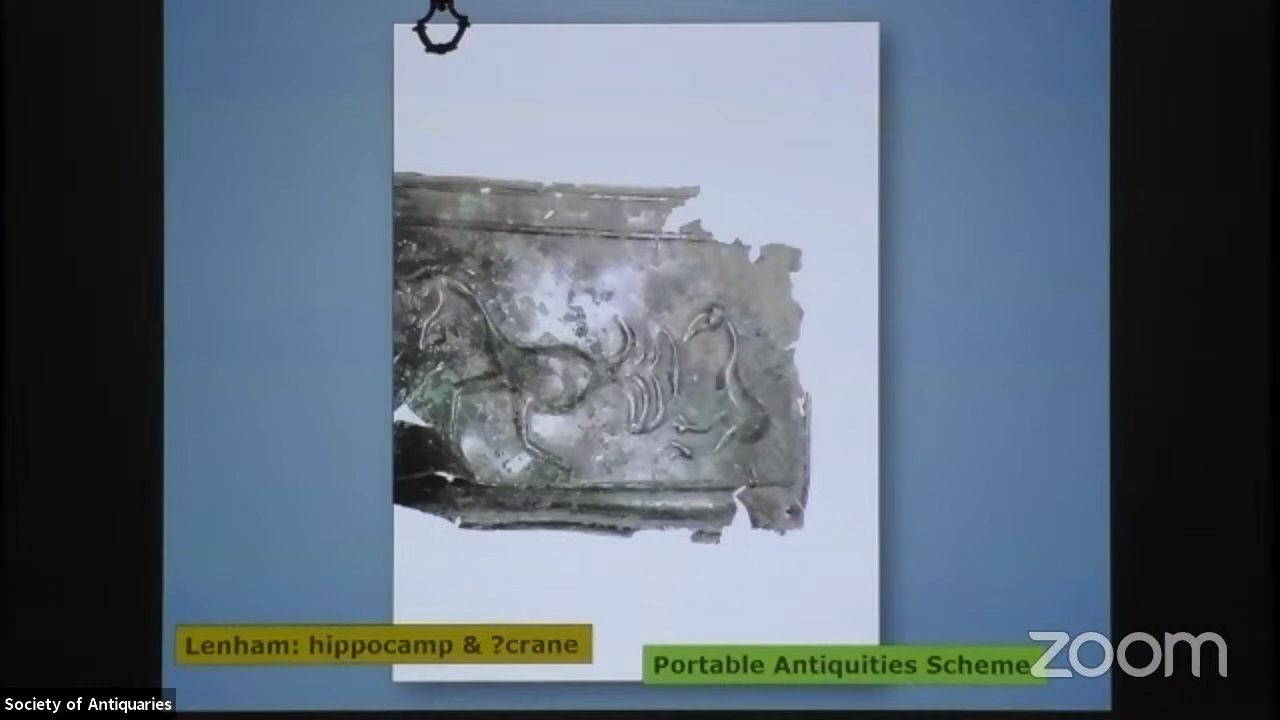 Lenham: hippocamp & ?crane
Portable Antiquities Scheme
zoom
Society of Antiquaries